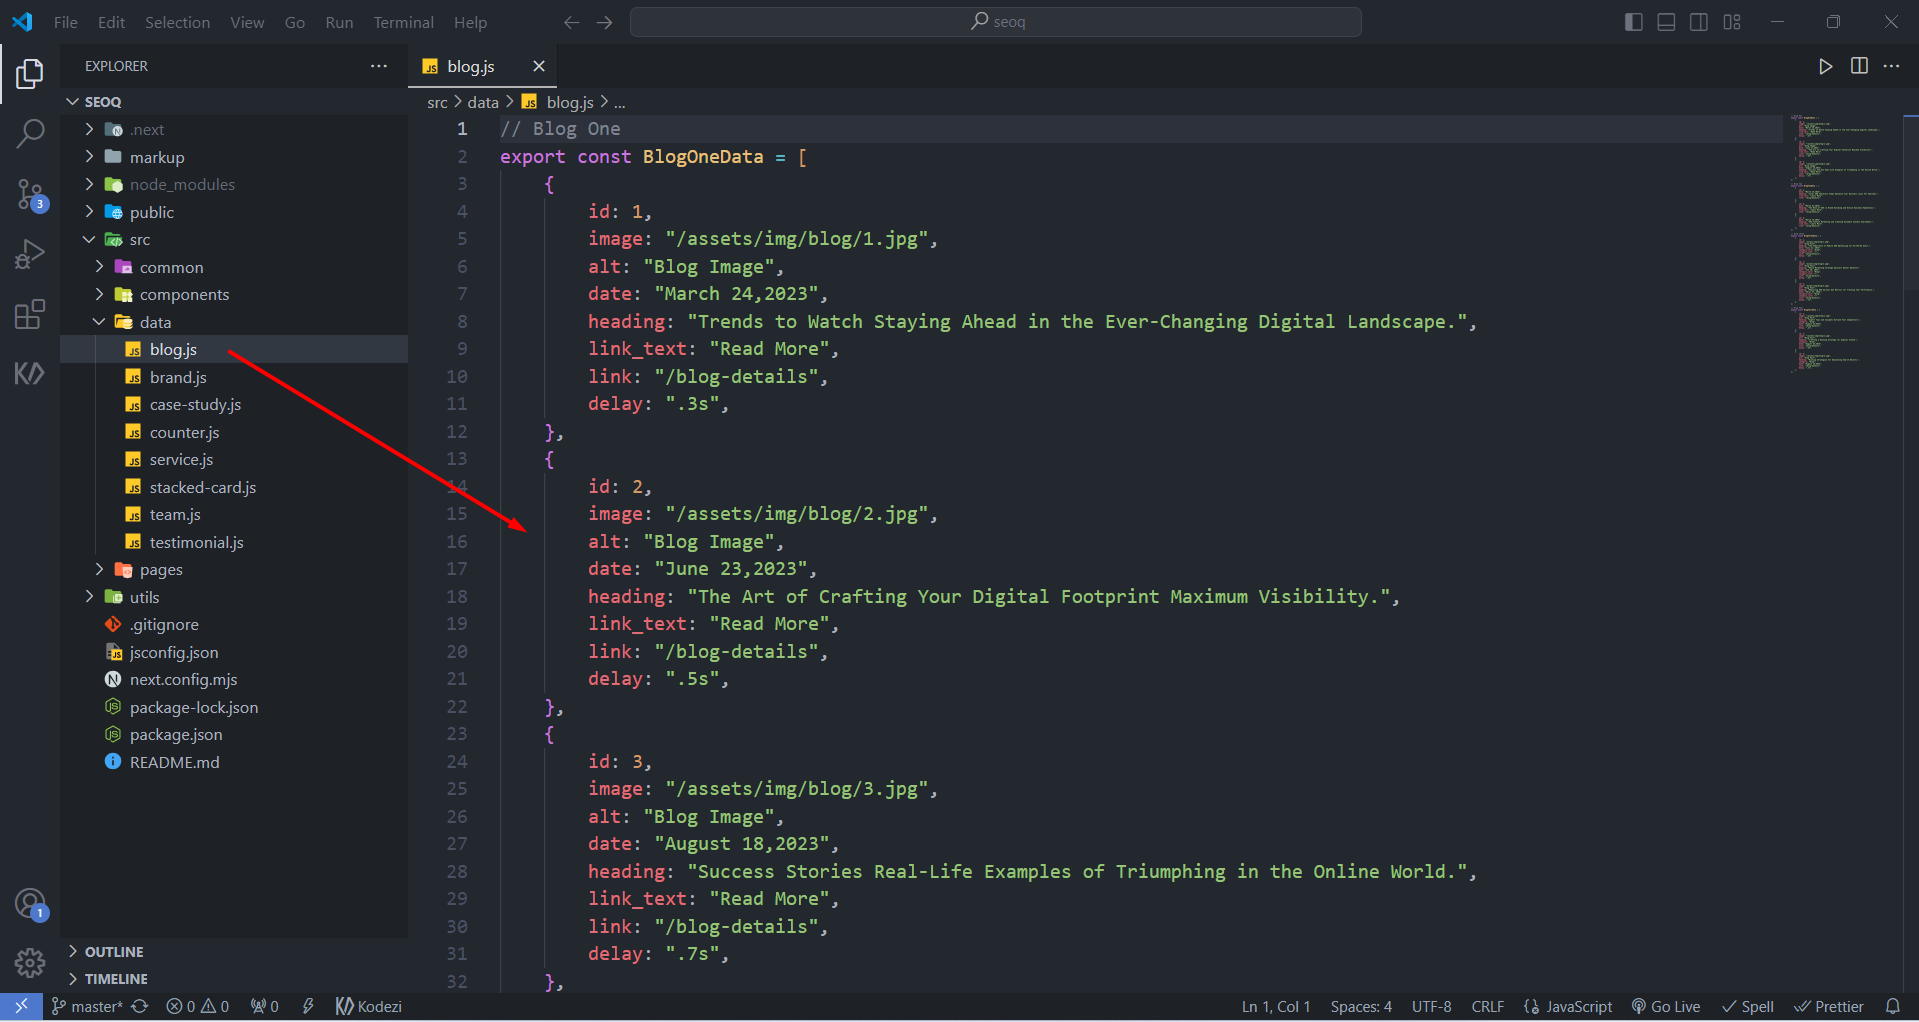 File Edit Selection View Go Run Terminal Help
seoq
EXPLORER
blog.js
SEOQ
src > data > JS blog.js > ...
.next
markup
node_modules
public
src
common
components
data
JS blog.js
JS brand.js
JS case-study.js
JS counter.js
JS service.js
JS stacked-card.js
JS team.js
JS testimonial.js
pages
utils
.gitignore
jsconfig.json
next.config.mjs
package-lock.json
package.json
README.md
OUTLINE
TIMELINE
3
1
1 // Blog One
2 export const BlogOneData = [
3 {
4 id: 1,
5 image: "/assets/img/blog/1.jpg",
6 alt: "Blog Image",
7 date: "March 24,2023",
8 heading: "Trends to Watch Staying Ahead in the Ever-Changing Digital Landscape.",
9 link_text: "Read More",
10 link: "/blog-details",
11 delay: ".3s",
12 },
13 {
14 id: 2,
15 image: "/assets/img/blog/2.jpg",
16 alt: "Blog Image",
17 date: "June 23,2023",
18 heading: "The Art of Crafting Your Digital Footprint Maximum Visibility.",
19 link_text: "Read More",
20 link: "/blog-details",
21 delay: ".5s",
22 },
23 {
24 id: 3,
25 image: "/assets/img/blog/3.jpg",
26 alt: "Blog Image",
27 date: "August 18,2023",
28 heading: "Success Stories Real-Life Examples of Triumphing in the Online World.",
29 link_text: "Read More",
30 link: "/blog-details",
31 delay: ".7s",
32 },
master* 0 0 0 Kodezi Ln 1, Col 1 Spaces: 4 UTF-8 CRLF JavaScript Go Live Spell Prettier